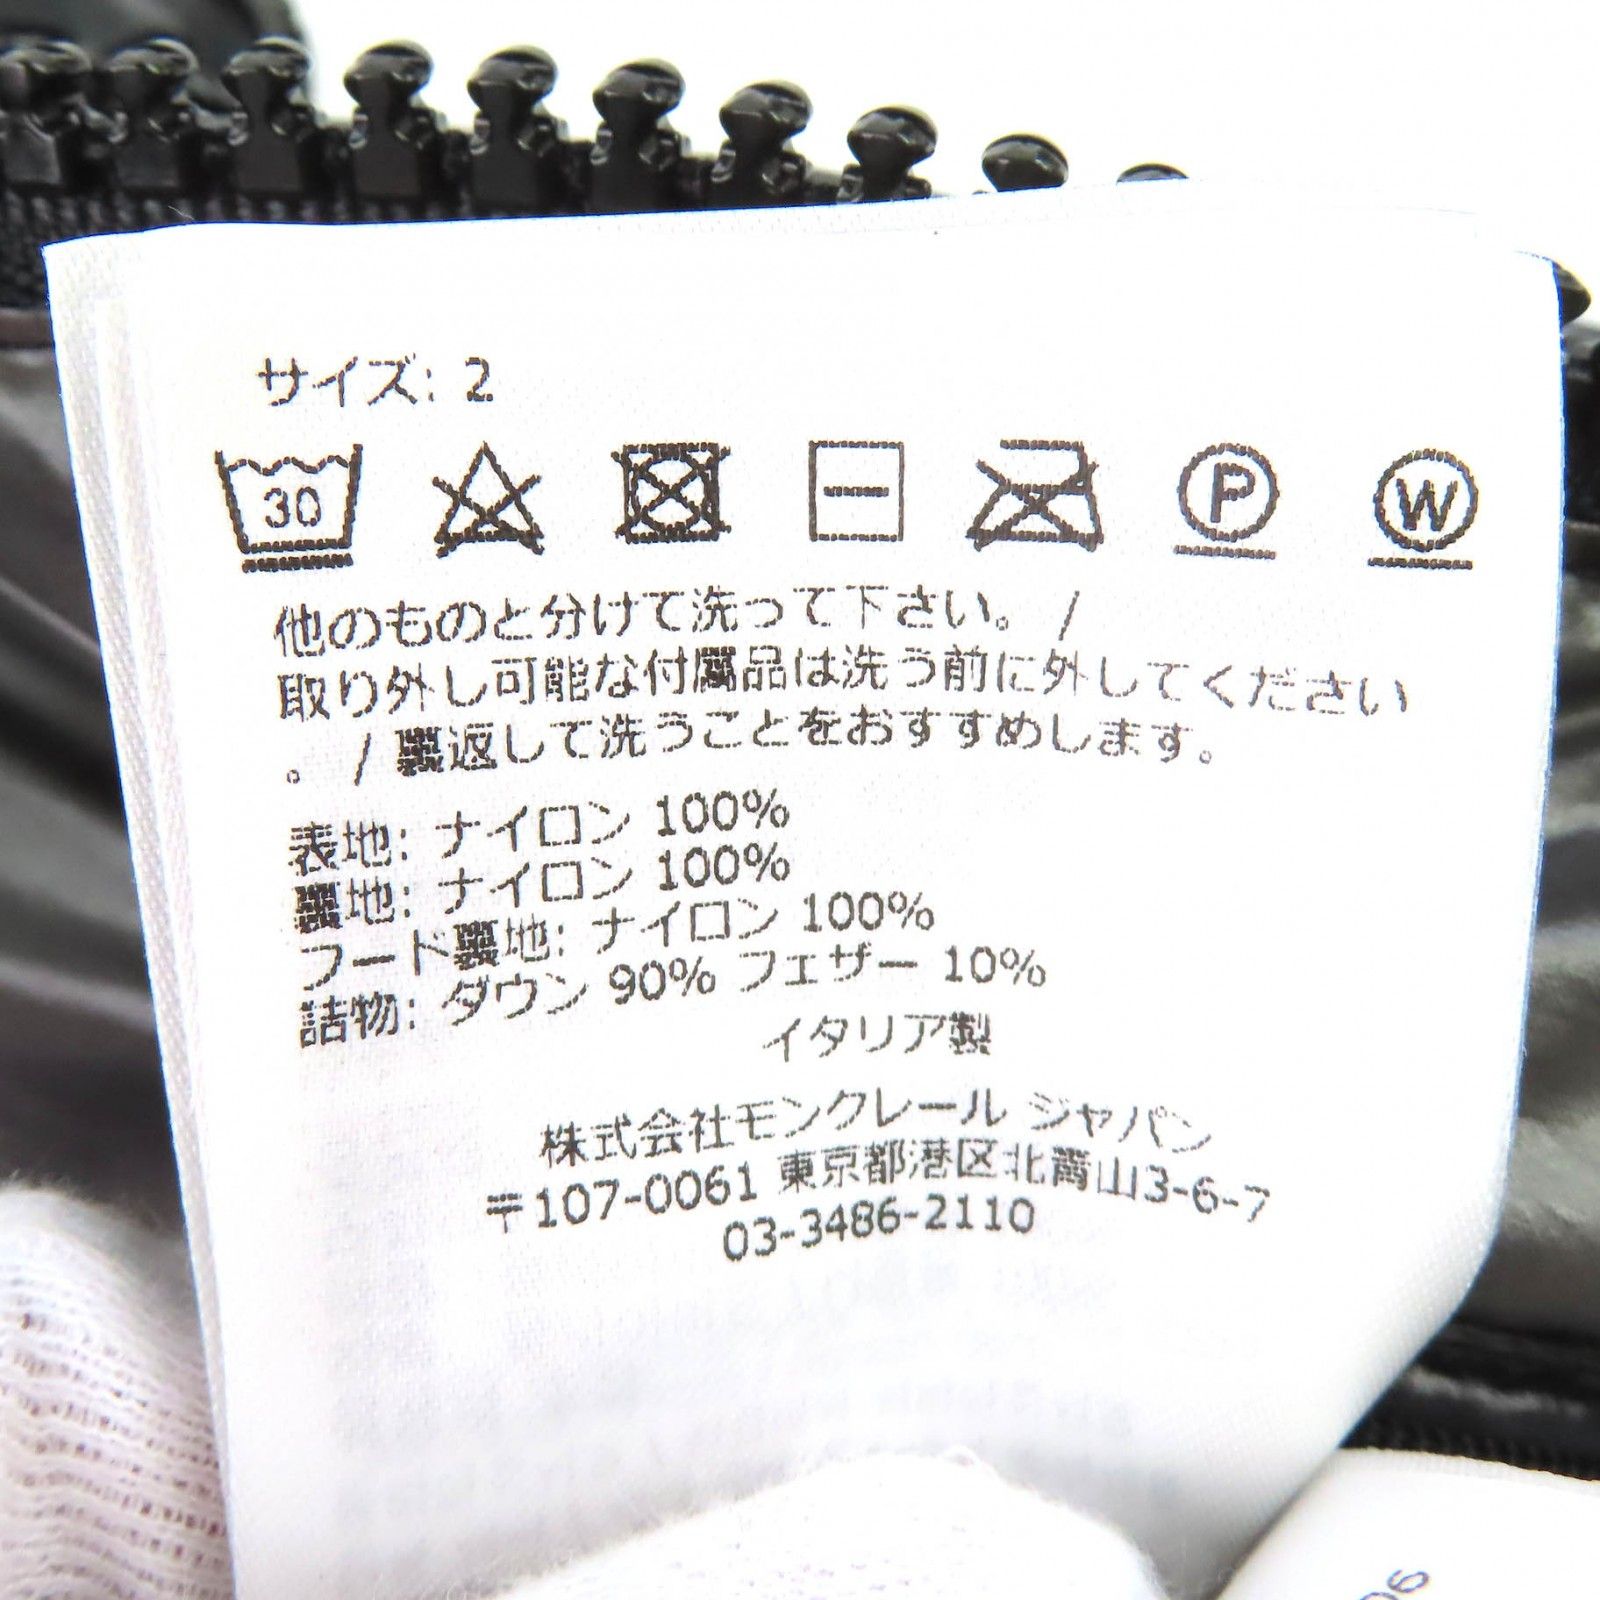 サイズ: 2
30 P W
他のものと分けて洗って下さい。 /
取り外し可能な付属品は洗う前に外してください
。 / 裏返して洗うことをおすすめします。
表地: ナイロン 100%
裏地: ナイロン 100%
フード裏地: ナイロン 100%
詰物: ダウン 90% フェザー 10%
イタリア製
株式会社モンクレール ジャパン
〒107-0061 東京都港区北青山3-6-7
03-3486-2110